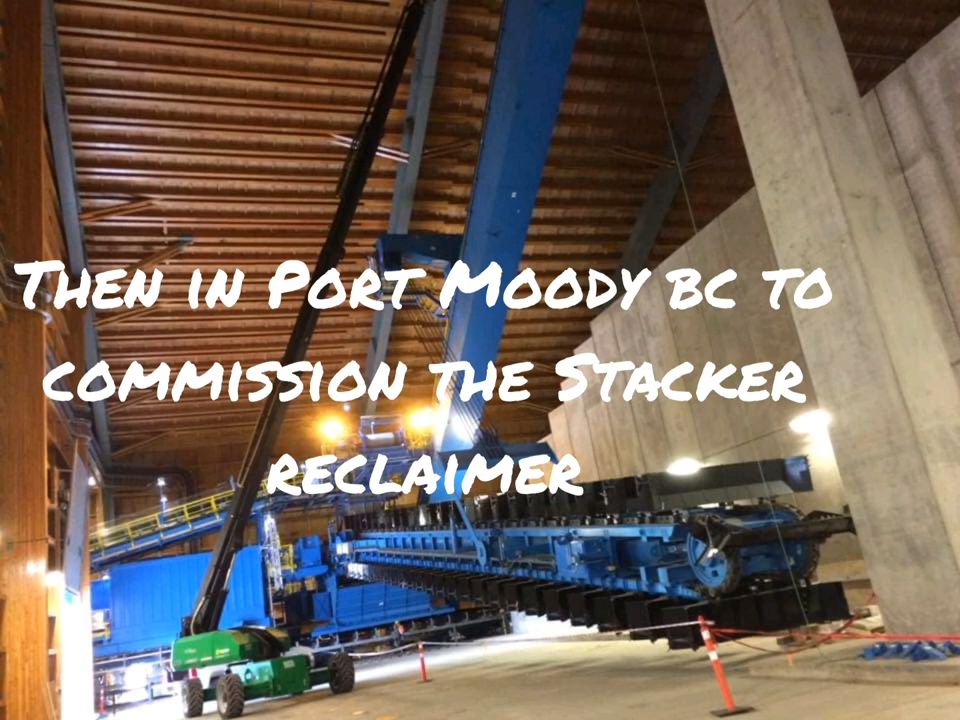 Then in Port Moody BC to
commission the Stacker
reclaimer